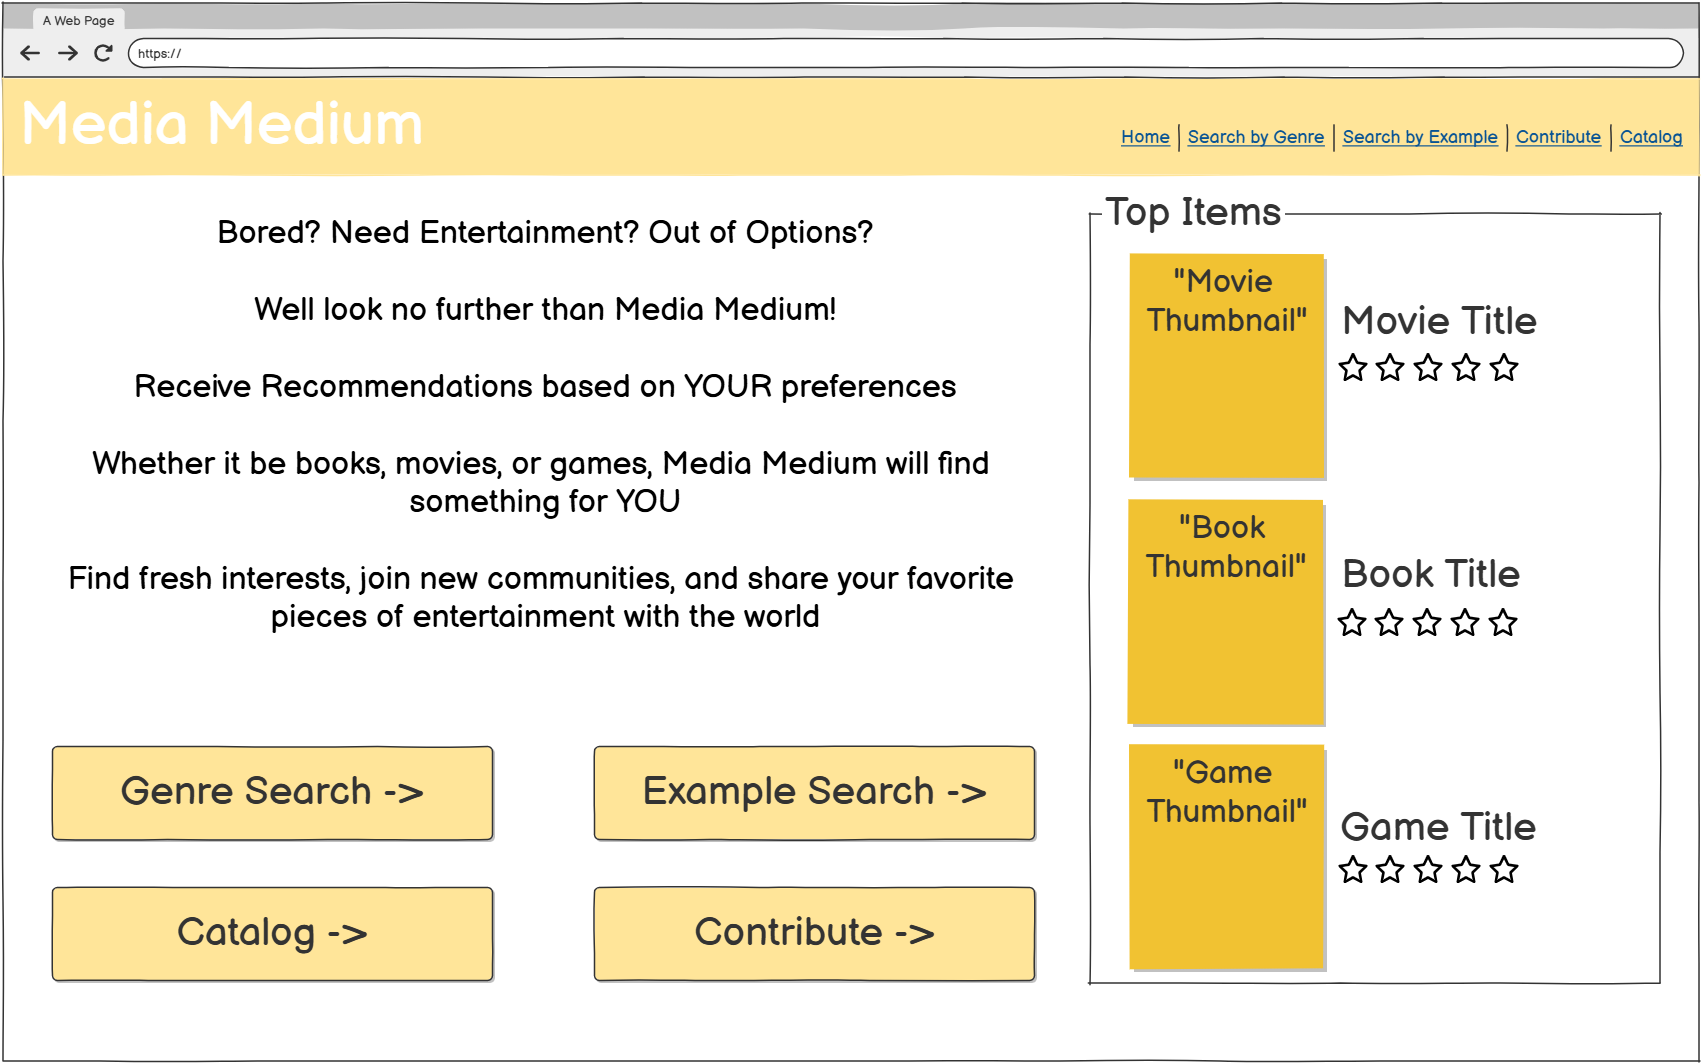 A Web Page
https://
Media Medium
Home | Search by Genre | Search by Example | Contribute | Catalog
Bored? Need Entertainment? Out of Options?
Well look no further than Media Medium!
Receive Recommendations based on YOUR preferences
Whether it be books, movies, or games, Media Medium will find
something for YOU
Find fresh interests, join new communities, and share your favorite
pieces of entertainment with the world
Genre Search ->
Example Search ->
Catalog ->
Contribute ->
Top Items
"Movie
Thumbnail"
Movie Title
"Book
Thumbnail"
Book Title
"Game
Thumbnail"
Game Title